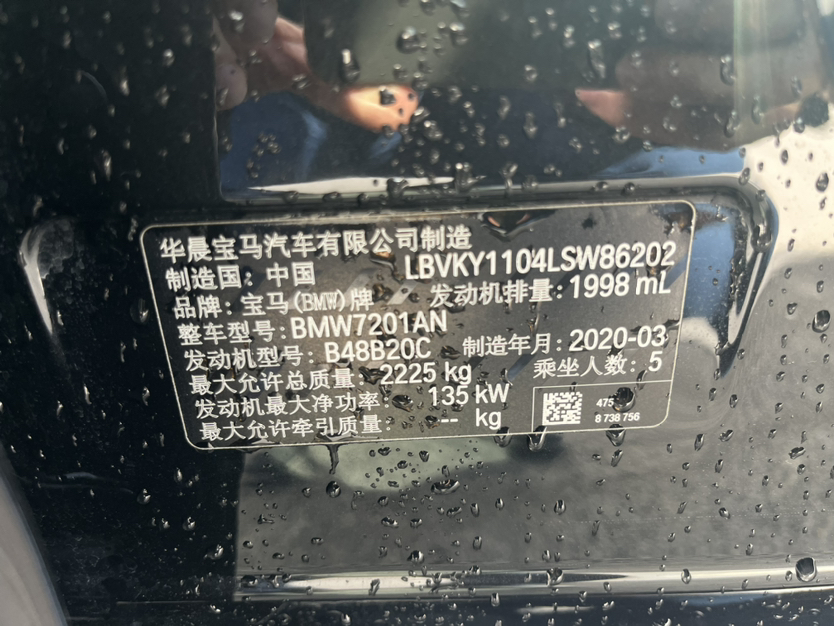 华晨宝马汽车有限公司制造
制造国：中国 LBVKY1104LSW86202
品牌：宝马(BMW)牌 发动机排量：1998 mL
整车型号：BMW7201AN
发动机型号：B48B20C 制造年月：2020-03
最大允许总质量：2225 kg 乘坐人数：5
发动机最大净功率：135 kW
最大允许牵引质量：-- kg
475
8 738 756